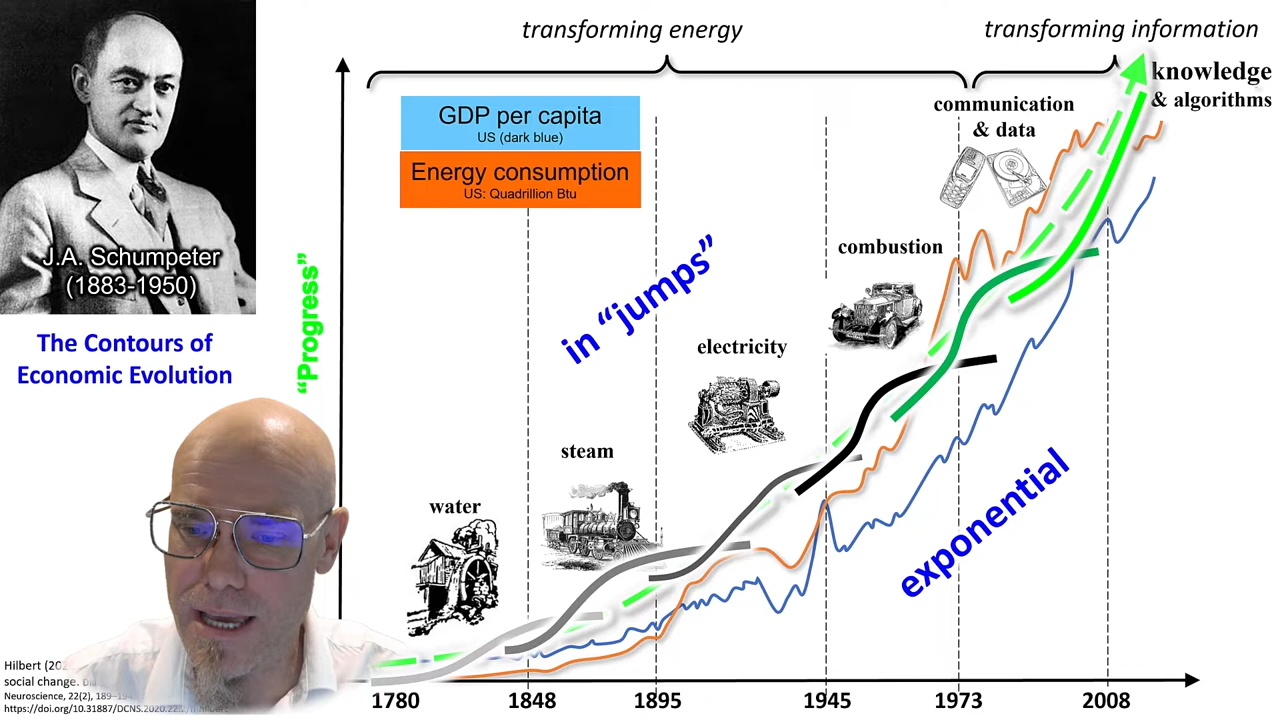 transforming energy
transforming information
knowledge
& algorithms
communication
& data
GDP per capita
US (dark blue)
Energy consumption
US: Quadrillion Btu
J.A. Schumpeter
(1883-1950)
The Contours of
Economic Evolution
“Progress”
in “jumps”
combustion
electricity
steam
water
exponential
Hilbert (202
social change.
Neuroscience, 22(2), 189–194
https://doi.org/10.31887/DCNS.2020.22.
1780
1848
1895
1945
1973
2008